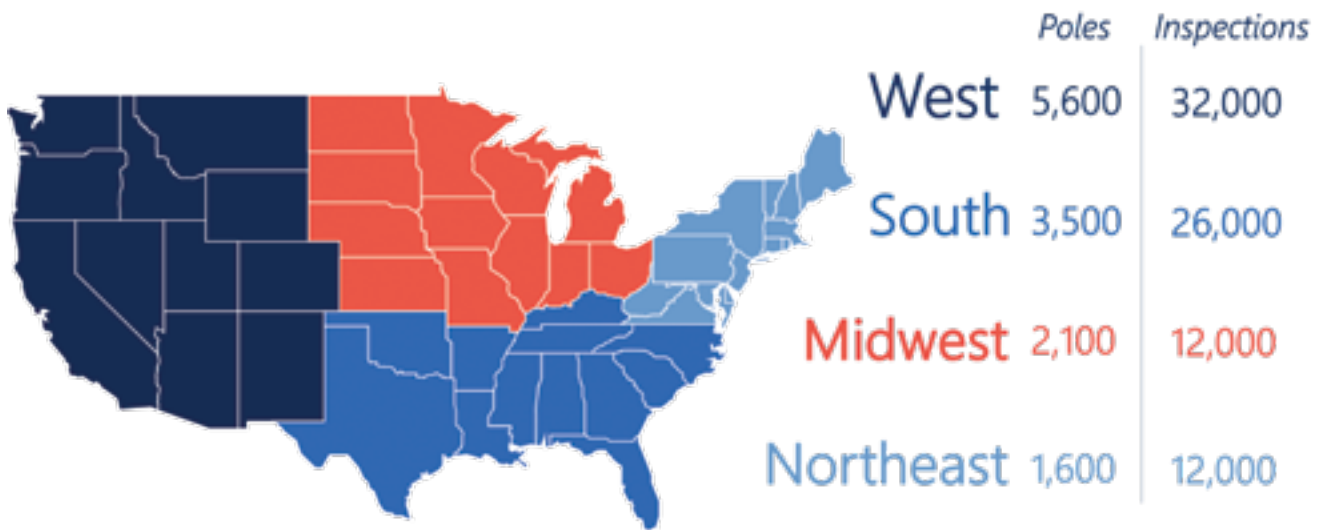 Poles Inspections
West 5,600 32,000
South 3,500 26,000
Midwest 2,100 12,000
Northeast 1,600 12,000